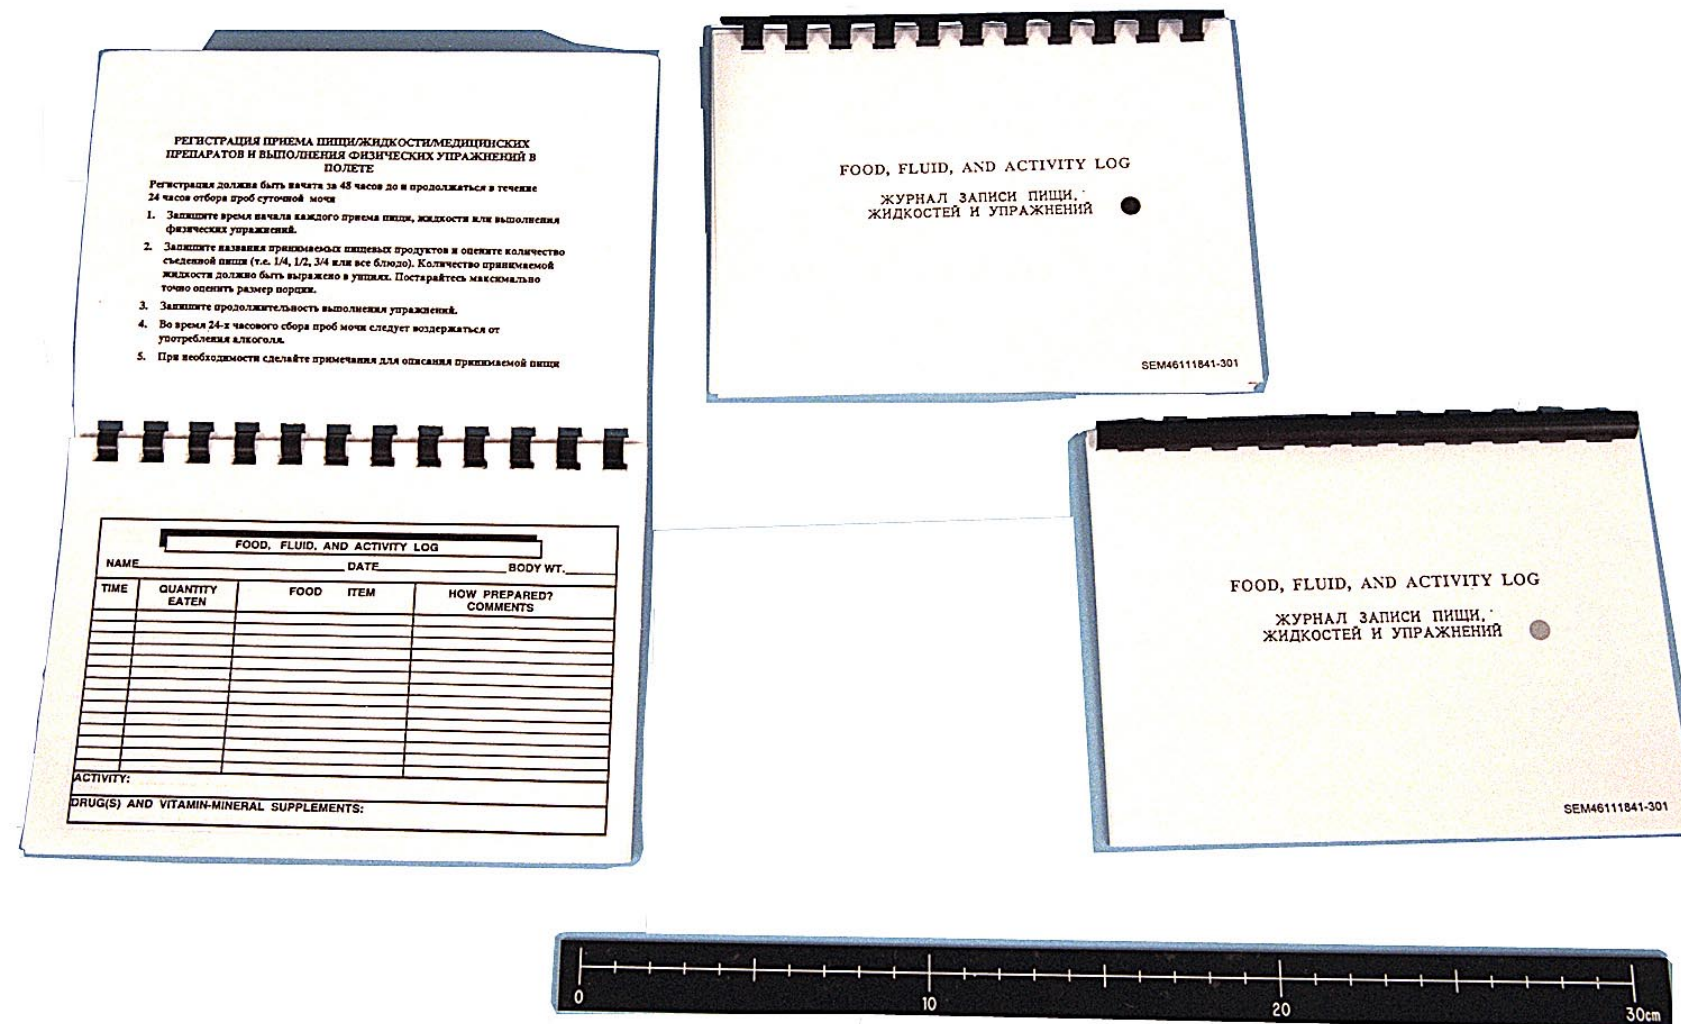 РЕГИСТРАЦИЯ ПРИЕМА ПИЩИ/ЖИДКОСТИ/МЕДИЦИНСКИХ
ПРЕПАРАТОВ И ВЫПОЛНЕНИЯ ФИЗИЧЕСКИХ УПРАЖНЕНИЙ В
ПОЛЕТЕ
Регистрация должна быть начата за 48 часов до и продолжаться в течение
24 часов отбора проб суточной мочи
1. Запишите время начала каждого приема пищи, жидкости или выполнения
физических упражнений.
2. Запишите названия принимаемых пищевых продуктов и оцените количество
съеденной пищи (т.е. 1/4, 1/2, 3/4 или все блюдо). Количество принимаемой
жидкости должно быть выражено в унциях. Постарайтесь максимально
точно оценить размер порции.
3. Запишите продолжительность выполнения упражнений.
4. Во время 24-х часового сбора проб мочи следует воздержаться от
употребления алкоголя.
5. При необходимости сделайте примечания для описания принимаемой пищи
FOOD, FLUID, AND ACTIVITY LOG
NAME DATE BODY WT.
TIME QUANTITY EATEN FOOD ITEM HOW PREPARED? COMMENTS
ACTIVITY:
DRUG(S) AND VITAMIN-MINERAL SUPPLEMENTS:
FOOD, FLUID, AND ACTIVITY LOG
ЖУРНАЛ ЗАПИСИ ПИЩИ,
ЖИДКОСТЕЙ И УПРАЖНЕНИЙ
SEM46111841-301
FOOD, FLUID, AND ACTIVITY LOG
ЖУРНАЛ ЗАПИСИ ПИЩИ,
ЖИДКОСТЕЙ И УПРАЖНЕНИЙ
SEM46111841-301
0 10 20 30cm